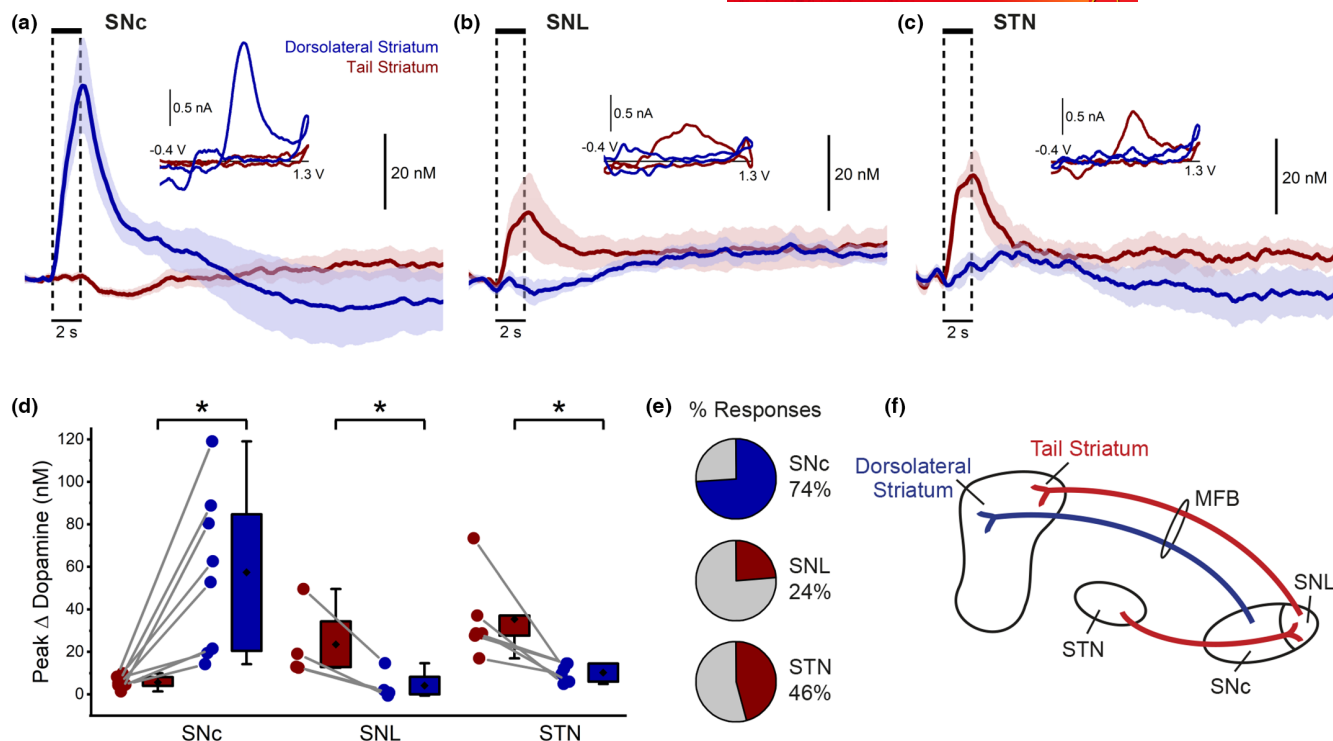 (a) SNc
Dorsolateral Striatum
Tail Striatum
0.5 nA
-0.4 V
1.3 V
20 nM
2 s
(b) SNL
0.5 nA
-0.4 V
1.3 V
20 nM
2 s
(c) STN
0.5 nA
-0.4 V
1.3 V
20 nM
2 s
(d)
Peak Δ Dopamine (nM)
120
100
80
60
40
20
0
*
*
*
SNc
SNL
STN
(e) % Responses
SNc
74%
SNL
24%
STN
46%
(f)
Tail Striatum
Dorsolateral
Striatum
MFB
SNL
STN
SNc